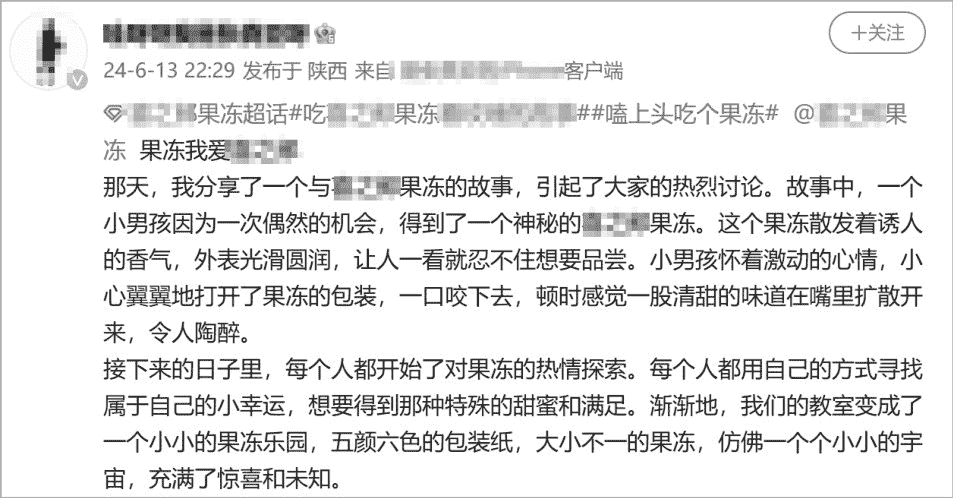 +关注
24-6-13 22:29 发布于 陕西 来自 客户端
果冻超话#吃 果冻 ##嗑上头吃个果冻# @ 果
冻 果冻我爱
那天，我分享了一个与 果冻的故事，引起了大家的热烈讨论。故事中，一个
小男孩因为一次偶然的机会，得到了一个神秘的 果冻。这个果冻散发着诱人
的香气，外表光滑圆润，让人一看就忍不住想要品尝。小男孩怀着激动的心情，小
心翼翼地打开了果冻的包装，一口咬下去，顿时感觉一股清甜的味道在嘴里扩散开
来，令人陶醉。
接下来的日子里，每个人都开始了对果冻的热情探索。每个人都用自己的方式寻找
属于自己的小幸运，想要得到那种特殊的甜蜜和满足。渐渐地，我们的教室变成了
一个小小的果冻乐园，五颜六色的包装纸，大小不一的果冻，仿佛一个个小小的宇
宙，充满了惊喜和未知。